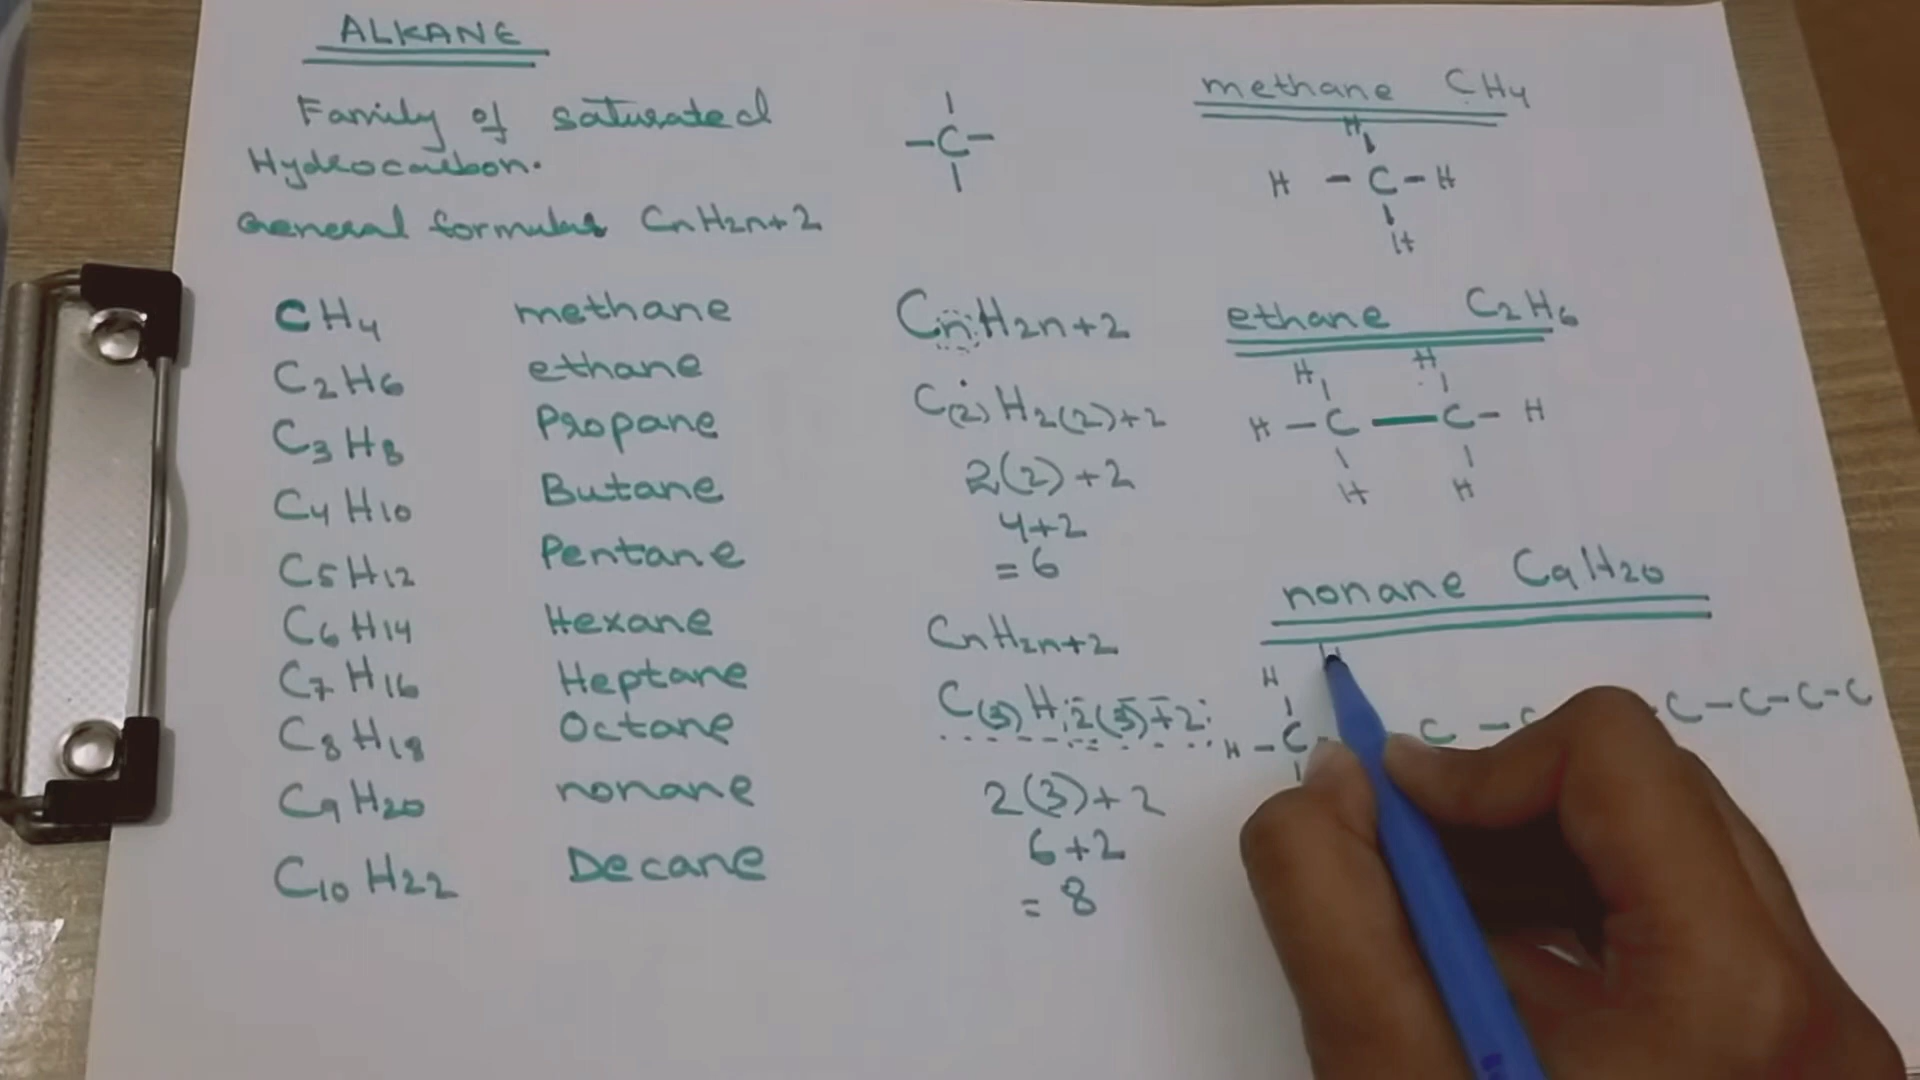 ALKANE
Family of saturated
Hydrocarbon.
General formular CnH2n+2
CH4 methane
C2H6 ethane
C3H8 Propane
C4H10 Butane
C5H12 Pentane
C6H14 Hexane
C7H16 Heptane
C8H18 Octane
C9H20 nonane
C10H22 Decane
-C-
CnH2n+2
C(2)H2(2)+2
2(2)+2
4+2
=6
CnH2n+2
C(3)H2(3)+2
2(3)+2
6+2
= 8
methane CH4
H
H - C - H
H
ethane C2H6
H H
H - C - C - H
H H
nonane C9H20
H H
H - C - C - C - C - C - C - C